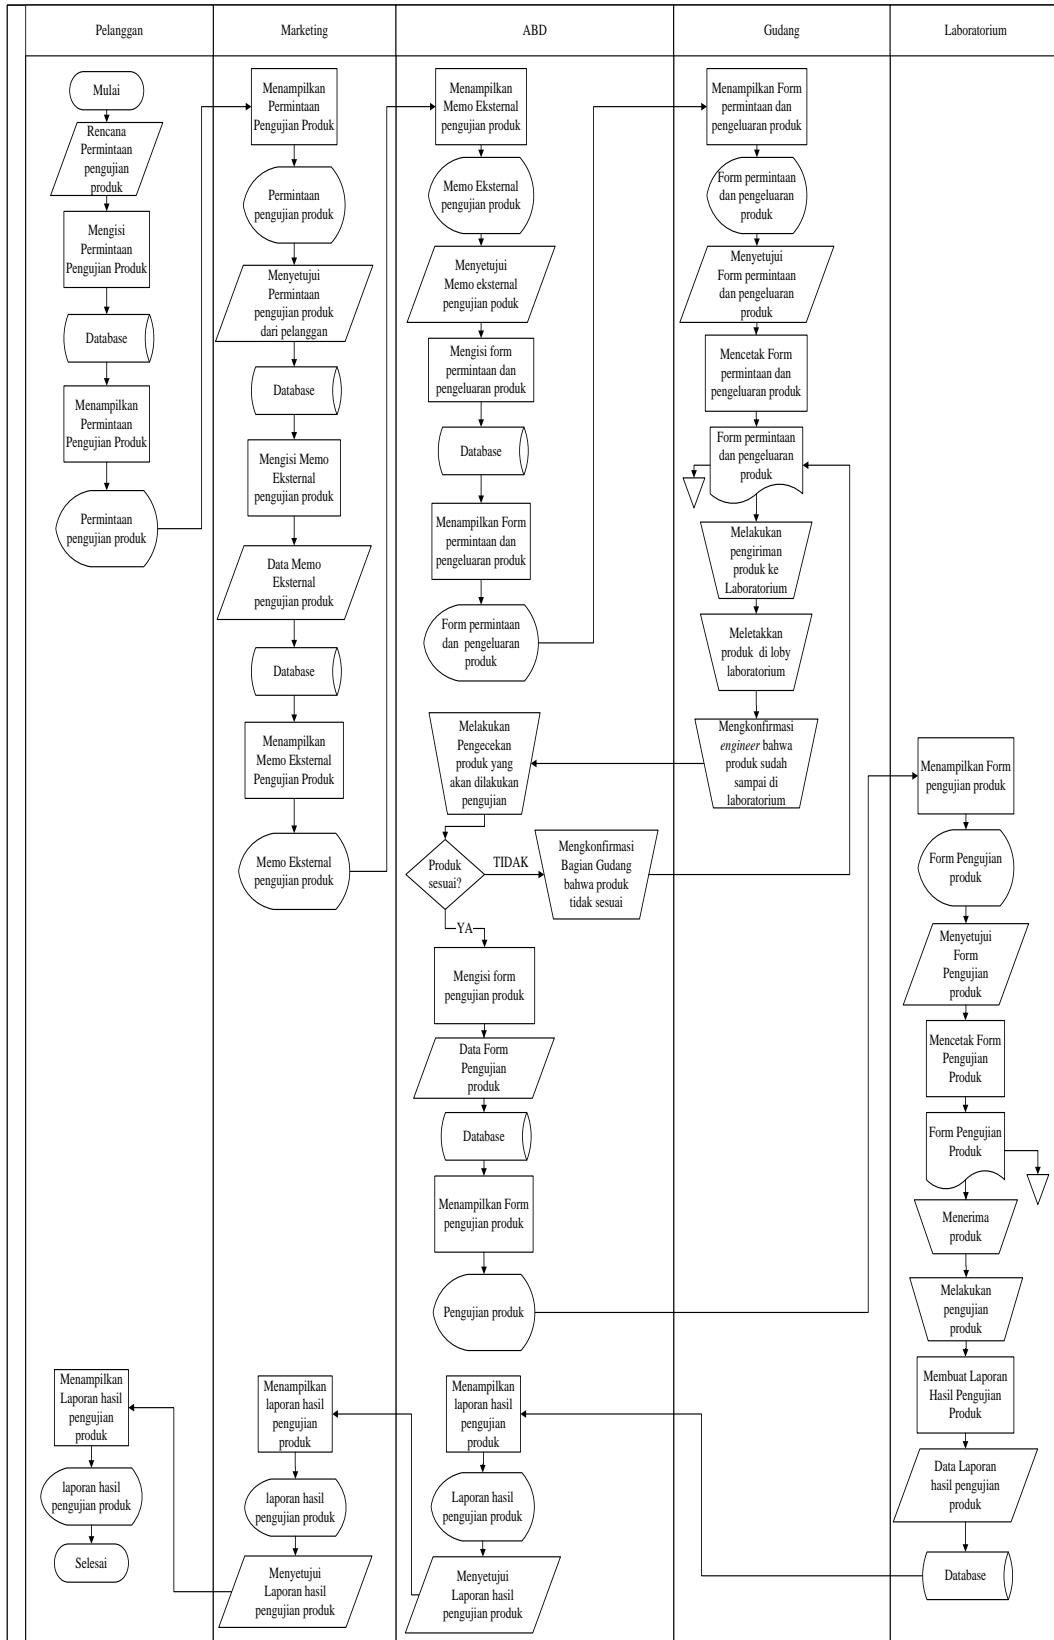 Pelanggan
Marketing
ABD
Gudang
Laboratorium
Mulai
Rencana
Permintaan
pengujian
produk
Mengisi
Permintaan
Pengujian Produk
Database
Menampilkan
Permintaan
Pengujian Produk
Permintaan
pengujian produk
Menampilkan
Permintaan
Pengujian Produk
Permintaan
pengujian produk
Menyetujui
Permintaan
pengujian produk
dari pelanggan
Database
Mengisi Memo
Eksternal
pengujian produk
Data Memo
Eksternal
pengujian produk
Database
Menampilkan
Memo Eksternal
Pengujian Produk
Memo Eksternal
pengujian produk
Menampilkan
Memo Eksternal
pengujian produk
Memo Eksternal
pengujian produk
Menyetujui
Memo eksternal
pengujian poduk
Mengisi form
permintaan dan
pengeluaran produk
Database
Menampilkan Form
permintaan dan
pengeluaran produk
Form permintaan
dan pengeluaran
produk
Menampilkan Form
permintaan dan
pengeluaran produk
Form permintaan
dan pengeluaran
produk
Menyetujui
Form permintaan
dan pengeluaran
produk
Mencetak Form
permintaan dan
pengeluaran produk
Form permintaan
dan pengeluaran
produk
Melakukan
pengiriman
produk ke
Laboratorium
Meletakkan
produk di loby
laboratorium
Mengkonfirmasi
engineer bahwa
produk sudah
sampai di
laboratorium
Melakukan
Pengecekan
produk yang
akan dilakukan
pengujian
Produk
sesuai?
TIDAK
Mengkonfirmasi
Bagian Gudang
bahwa produk
tidak sesuai
YA
Mengisi form
pengujian produk
Data Form
Pengujian
produk
Database
Menampilkan Form
pengujian produk
Pengujian produk
Menampilkan Form
pengujian produk
Form Pengujian
produk
Menyetujui
Form
Pengujian
produk
Mencetak Form
Pengujian
Produk
Form Pengujian
Produk
Menerima
produk
Melakukan
pengujian
produk
Membuat Laporan
Hasil Pengujian
Produk
Data Laporan
hasil pengujian
produk
Database
Menampilkan
laporan hasil
pengujian
produk
Laporan hasil
pengujian produk
Menyetujui
Laporan hasil
pengujian produk
Menampilkan
laporan hasil
pengujian
produk
laporan hasil
pengujian produk
Menyetujui
Laporan hasil
pengujian produk
Menampilkan
Laporan hasil
pengujian
produk
laporan hasil
pengujian produk
Selesai